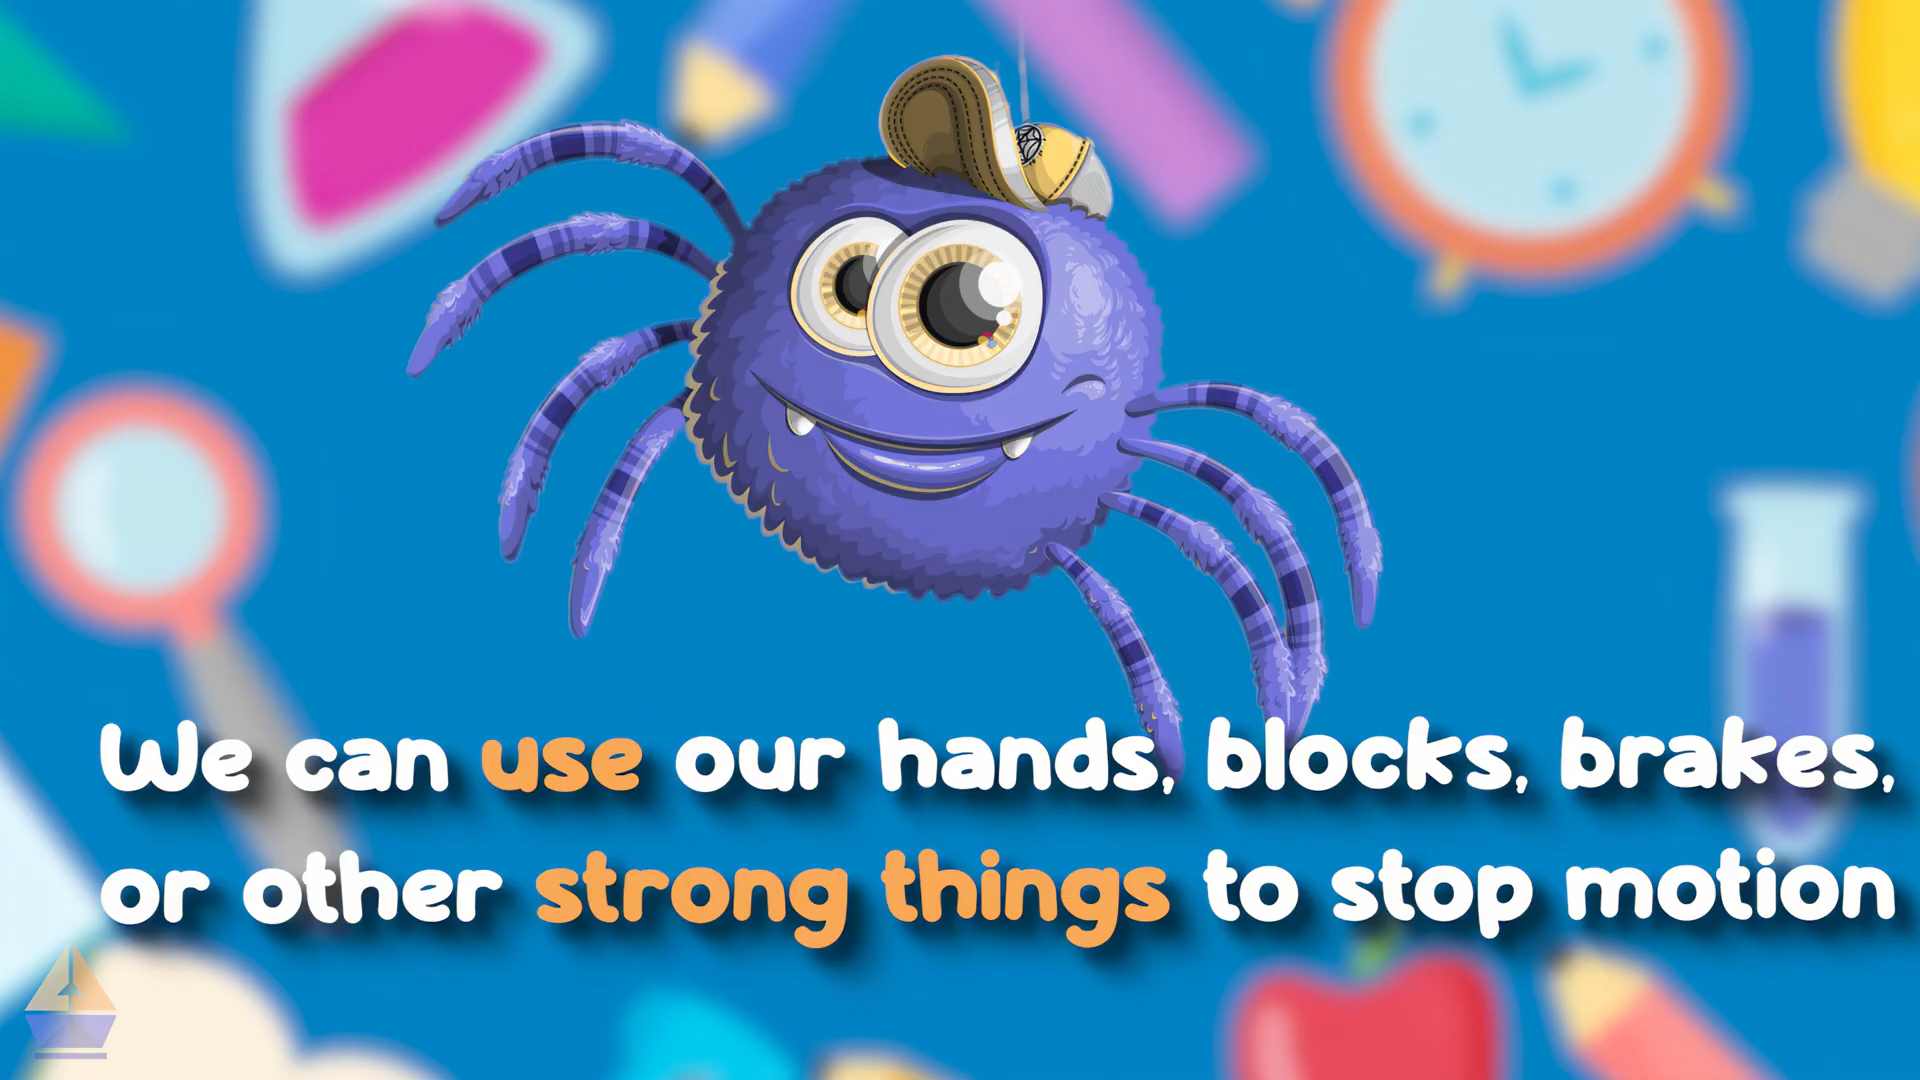 We can use our hands, blocks, brakes,
or other strong things to stop motion